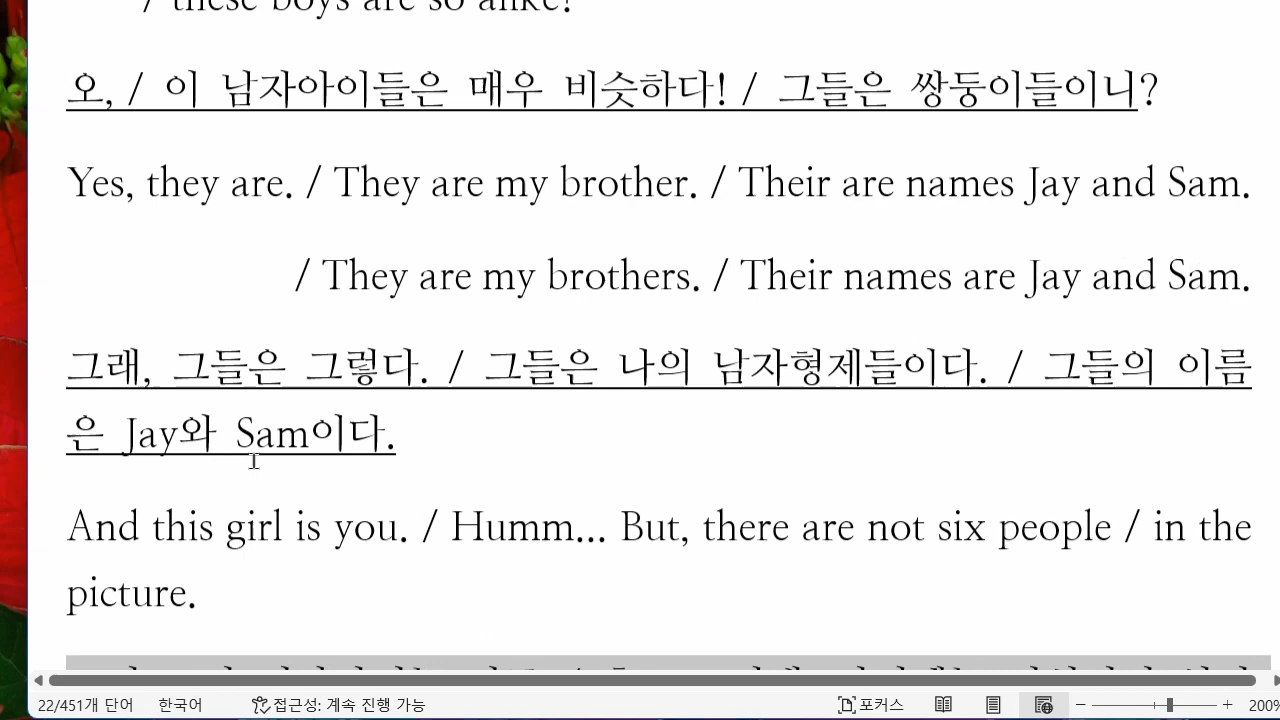 / these boys are so alike!
오, / 이 남자아이들은 매우 비슷하다! / 그들은 쌍둥이들이니?
Yes, they are. / They are my brother. / Their are names Jay and Sam.
/ They are my brothers. / Their names are Jay and Sam.
그래, 그들은 그렇다. / 그들은 나의 남자형제들이다. / 그들의 이름
은 Jay와 Sam이다.
And this girl is you. / Humm... But, there are not six people / in the
picture.
22/451개 단어 한국어 접근성: 계속 진행 가능 포커스 200%